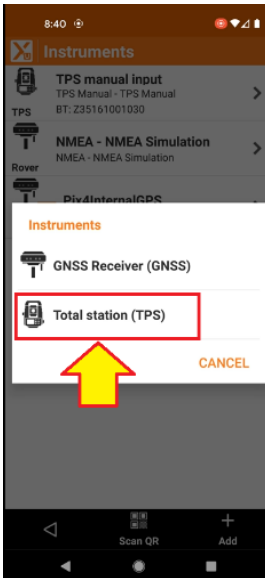 8:40
Instruments
TPS manual input
TPS Manual - TPS Manual
TPS
BT: Z35161001030
NMEA - NMEA Simulation
NMEA - NMEA Simulation
Rover
Pix4InternalGPS
Instruments
GNSS Receiver (GNSS)
Total station (TPS)
CANCEL
Scan QR
Add